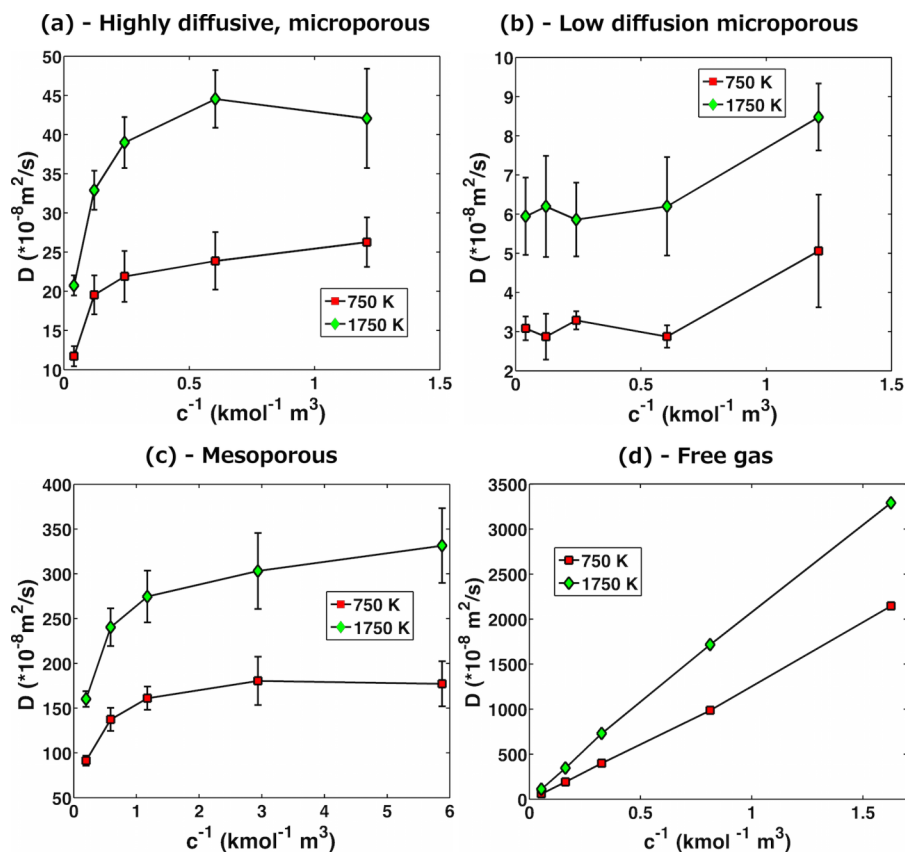 (a) - Highly diffusive, microporous
50
45
40
35
30
25
20
15
10
D (*10⁻⁸m²/s)
750 K
1750 K
0
0.5
1
1.5
c⁻¹ (kmol⁻¹ m³)
(b) - Low diffusion microporous
10
9
8
7
6
5
4
3
2
D (*10⁻⁸m²/s)
750 K
1750 K
0
0.5
1
1.5
c⁻¹ (kmol⁻¹ m³)
(c) - Mesoporous
400
350
300
250
200
150
100
50
D (*10⁻⁸m²/s)
750 K
1750 K
0
1
2
3
4
5
6
c⁻¹ (kmol⁻¹ m³)
(d) - Free gas
3500
3000
2500
2000
1500
1000
500
0
D (*10⁻⁸ m²/s)
750 K
1750 K
0
0.5
1
1.5
c⁻¹ (kmol⁻¹ m³)